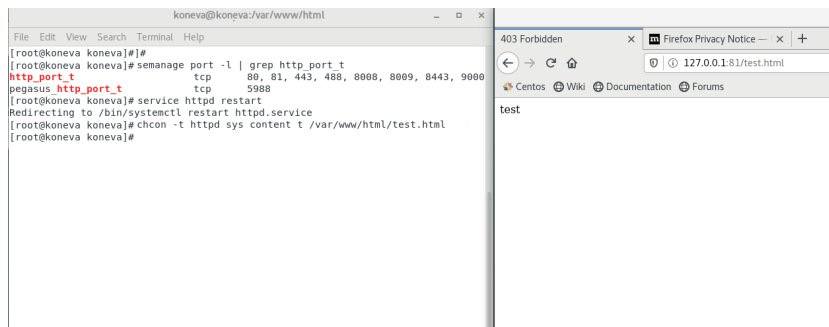 koneva@koneva:/var/www/html
File Edit View Search Terminal Help
[root@koneva koneva]#]#
[root@koneva koneva]# semanage port -l | grep http_port_t
http_port_t tcp 80, 81, 443, 488, 8008, 8009, 8443, 9000
pegasus_http_port_t tcp 5988
[root@koneva koneva]# service httpd restart
Redirecting to /bin/systemctl restart httpd.service
[root@koneva koneva]# chcon -t httpd sys content t /var/www/html/test.html
[root@koneva koneva]#
403 Forbidden
Firefox Privacy Notice —
127.0.0.1:81/test.html
Centos Wiki Documentation Forums
test